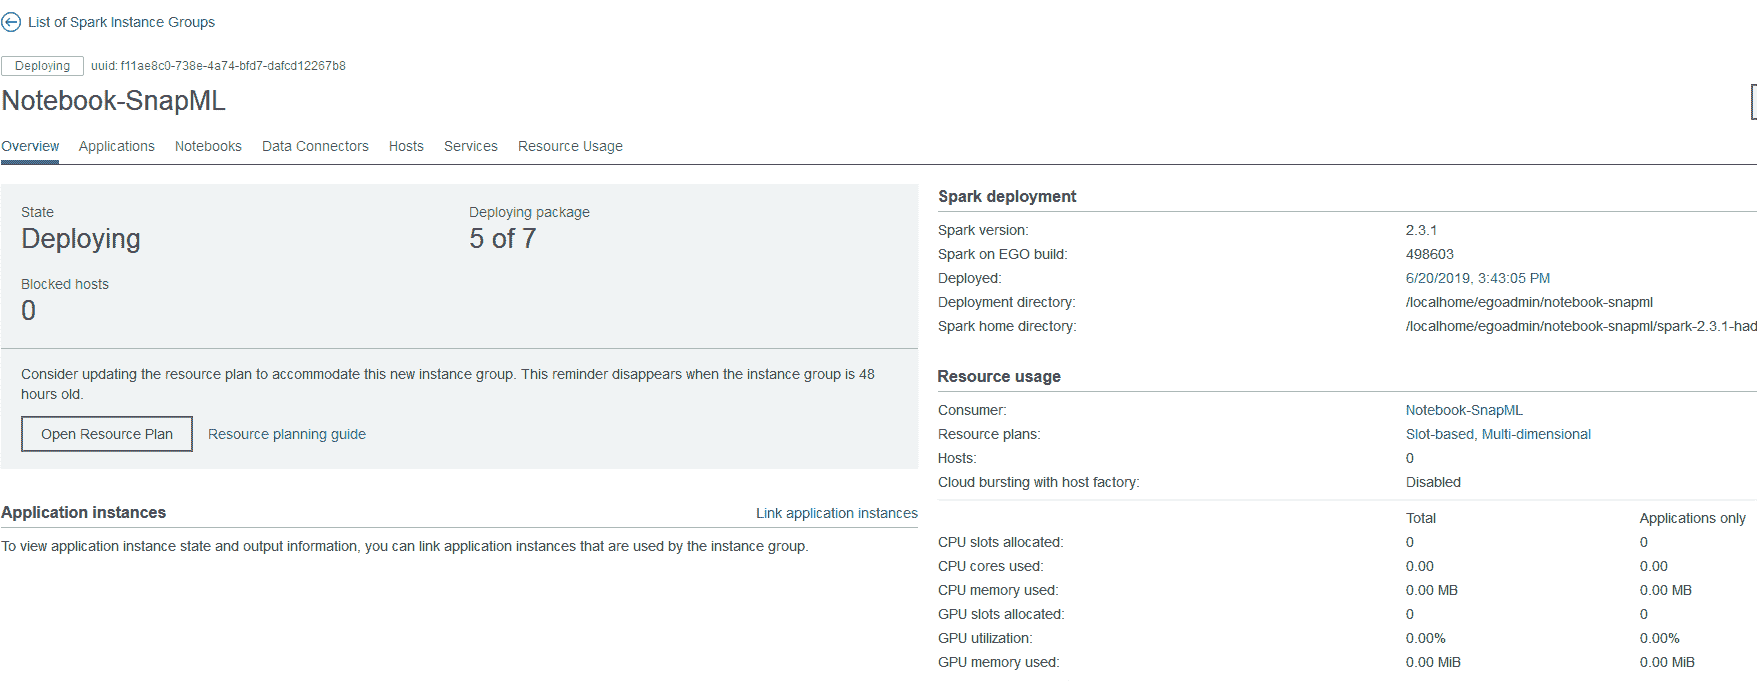 List of Spark Instance Groups
Deploying uuid: f11ae8c0-738e-4a74-bfd7-dafcd12267b8
Notebook-SnapML
Overview Applications Notebooks Data Connectors Hosts Services Resource Usage
State Deploying package
Deploying 5 of 7
Blocked hosts
0
Consider updating the resource plan to accommodate this new instance group. This reminder disappears when the instance group is 48
hours old.
Open Resource Plan Resource planning guide
Application instances Link application instances
To view application instance state and output information, you can link application instances that are used by the instance group.
Spark deployment
Spark version: 2.3.1
Spark on EGO build: 498603
Deployed: 6/20/2019, 3:43:05 PM
Deployment directory: /localhome/egoadmin/notebook-snapml
Spark home directory: /localhome/egoadmin/notebook-snapml/spark-2.3.1-had
Resource usage
Consumer: Notebook-SnapML
Resource plans: Slot-based, Multi-dimensional
Hosts: 0
Cloud bursting with host factory: Disabled
Total Applications only
CPU slots allocated: 0 0
CPU cores used: 0.00 0.00
CPU memory used: 0.00 MB 0.00 MB
GPU slots allocated: 0 0
GPU utilization: 0.00% 0.00%
GPU memory used: 0.00 MiB 0.00 MiB